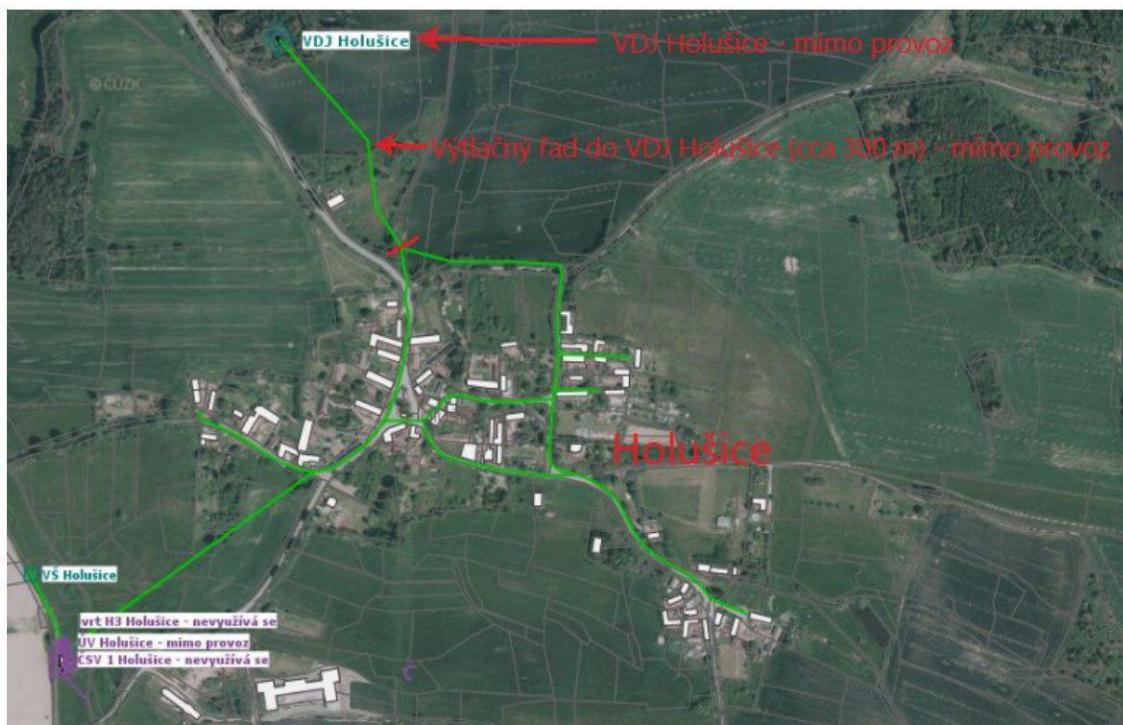 VDJ Holušice
VDJ Holušice - mimo provoz
© ČÚZK
Výtlačný řad do VDJ Holušice (cca 300 m) - mimo provoz
Holušice
VŠ Holušice
vrt H3 Holušice - nevyužívá se
ÚV Holušice - mimo provoz
ČSV 1 Holušice - nevyužívá se